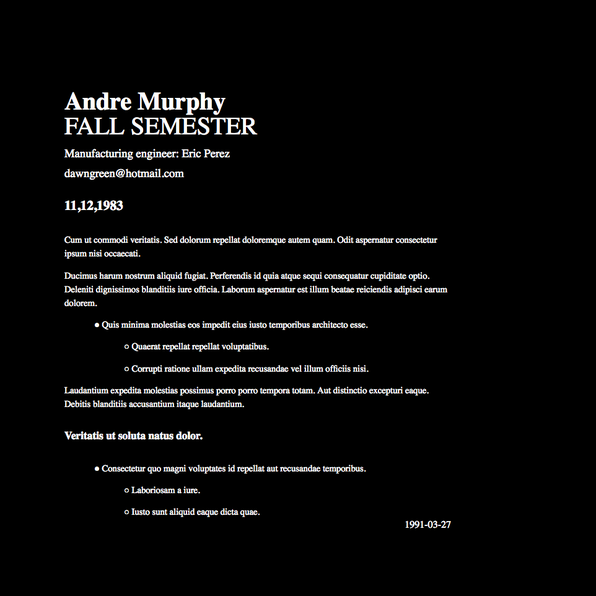 Andre Murphy
FALL SEMESTER
Manufacturing engineer: Eric Perez
dawngreen@hotmail.com
11,12,1983
Cum ut commodi veritatis. Sed dolorum repellat doloremque autem quam. Odit aspernatur consectetur
ipsum nisi occaecati.
Ducimus harum nostrum aliquid fugiat. Perferendis id quia atque sequi consequatur cupiditate optio.
Deleniti dignissimos blanditiis iure officia. Laborum aspernatur est illum beatae reiciendis adipisci earum
dolorem.
● Quis minima molestias eos impedit eius iusto temporibus architecto esse.
○ Quaerat repellat repellat voluptatibus.
○ Corrupti ratione ullam expedita recusandae vel illum officiis nisi.
Laudantium expedita molestias possimus porro porro tempora totam. Aut distinctio excepturi eaque.
Debitis blanditiis accusantium itaque laudantium.
Veritatis ut soluta natus dolor.
● Consectetur quo magni voluptates id repellat aut recusandae temporibus.
○ Laboriosam a iure.
○ Iusto sunt aliquid eaque dicta quae.
1991-03-27